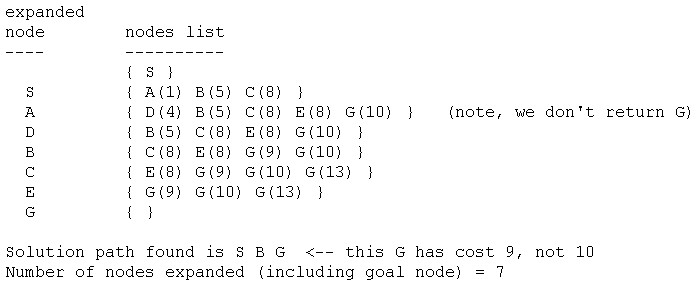 expanded
node nodes list
---- ----------
{ S }
S { A(1) B(5) C(8) }
A { D(4) B(5) C(8) E(8) G(10) } (note, we don't return G)
D { B(5) C(8) E(8) G(10) }
B { C(8) E(8) G(9) G(10) }
C { E(8) G(9) G(10) G(13) }
E { G(9) G(10) G(13) }
G { }
Solution path found is S B G <-- this G has cost 9, not 10
Number of nodes expanded (including goal node) = 7